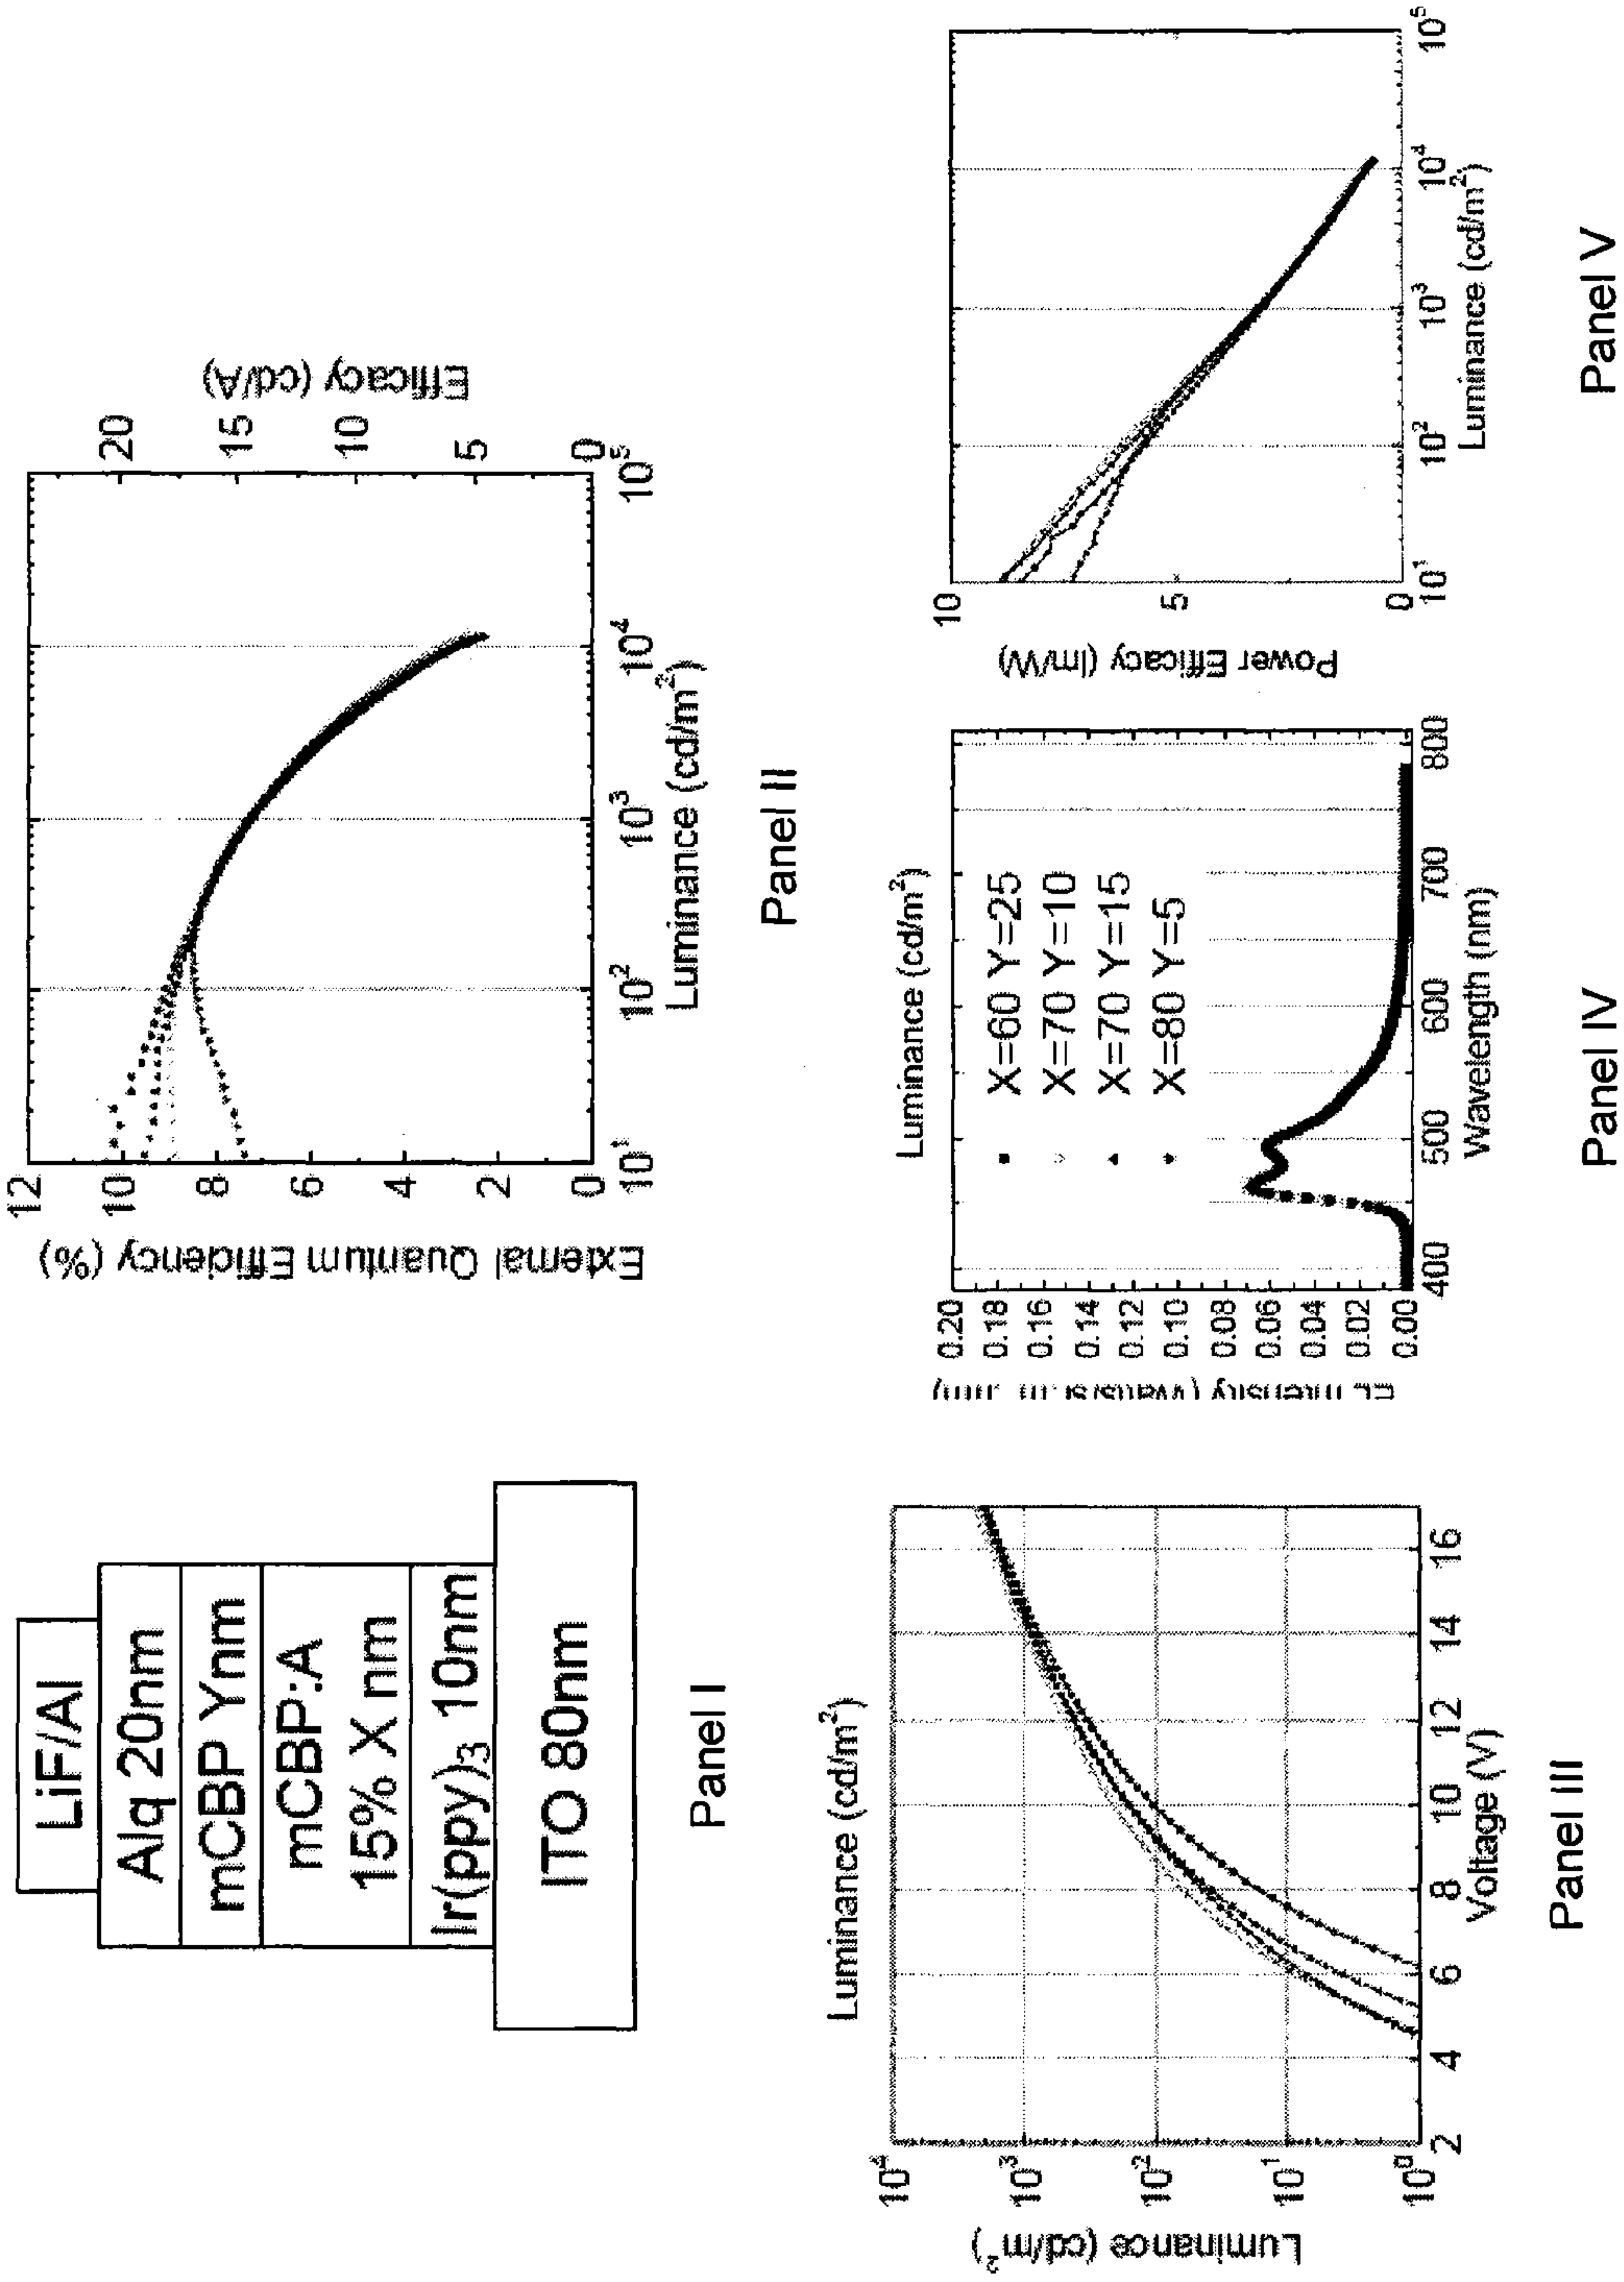 LiF/Al
Alq 20nm
mCBP Ynm
mCBP:A
15% X nm
Ir(ppy)₃ 10nm
ITO 80nm
Panel I
External Quantum Efficiency (%)
12
10
8
6
4
2
0
10¹
10²
10³
10⁴
10⁵
Luminance (cd/m²)
20
15
10
5
0
Efficacy (cd/A)
Panel II
Luminance (cd/m²)
Luminance (cd/m²)
10⁴
10³
10²
10¹
10⁰
2
4
6
8
10
12
14
16
Voltage (V)
Panel III
Luminance (cd/m²)
X=60 Y=25
X=70 Y=10
X=70 Y=15
X=80 Y=5
0.20
0.18
0.16
0.14
0.12
0.10
0.08
0.06
0.04
0.02
0.00
400
500
600
700
800
Wavelength (nm)
Panel IV
Power Efficacy (lm/W)
10
5
0
10¹
10²
10³
10⁴
10⁵
Luminance (cd/m²)
Panel V